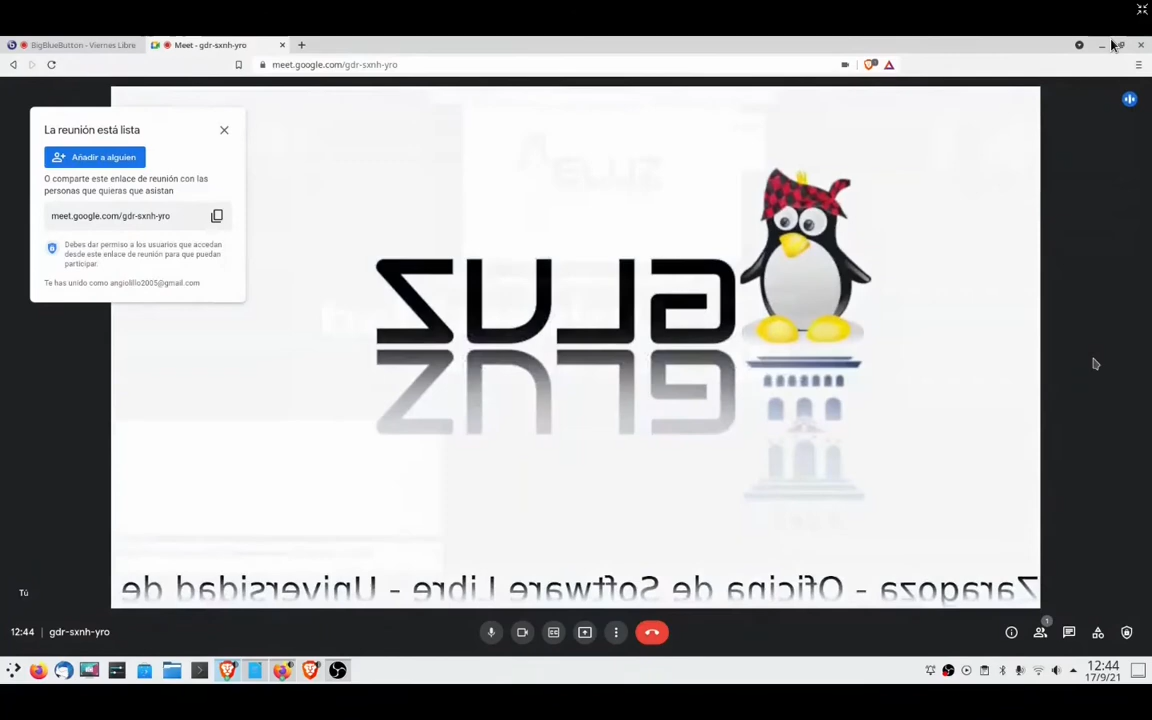 BigBlueButton - Viernes Libre
Meet - gdr-sxnh-yro
meet.google.com/gdr-sxnh-yro
La reunión está lista
Añadir a alguien
O comparte este enlace de reunión con las
personas que quieras que asistan
meet.google.com/gdr-sxnh-yro
Debes dar permiso a los usuarios que accedan
desde este enlace de reunión para que puedan
participar.
Te has unido como angiolillo2005@gmail.com
GLUZ
Zaragoza - Oficina de Software Libre - Universidad de
Tú
12:44 | gdr-sxnh-yro
1
12:44
17/9/21